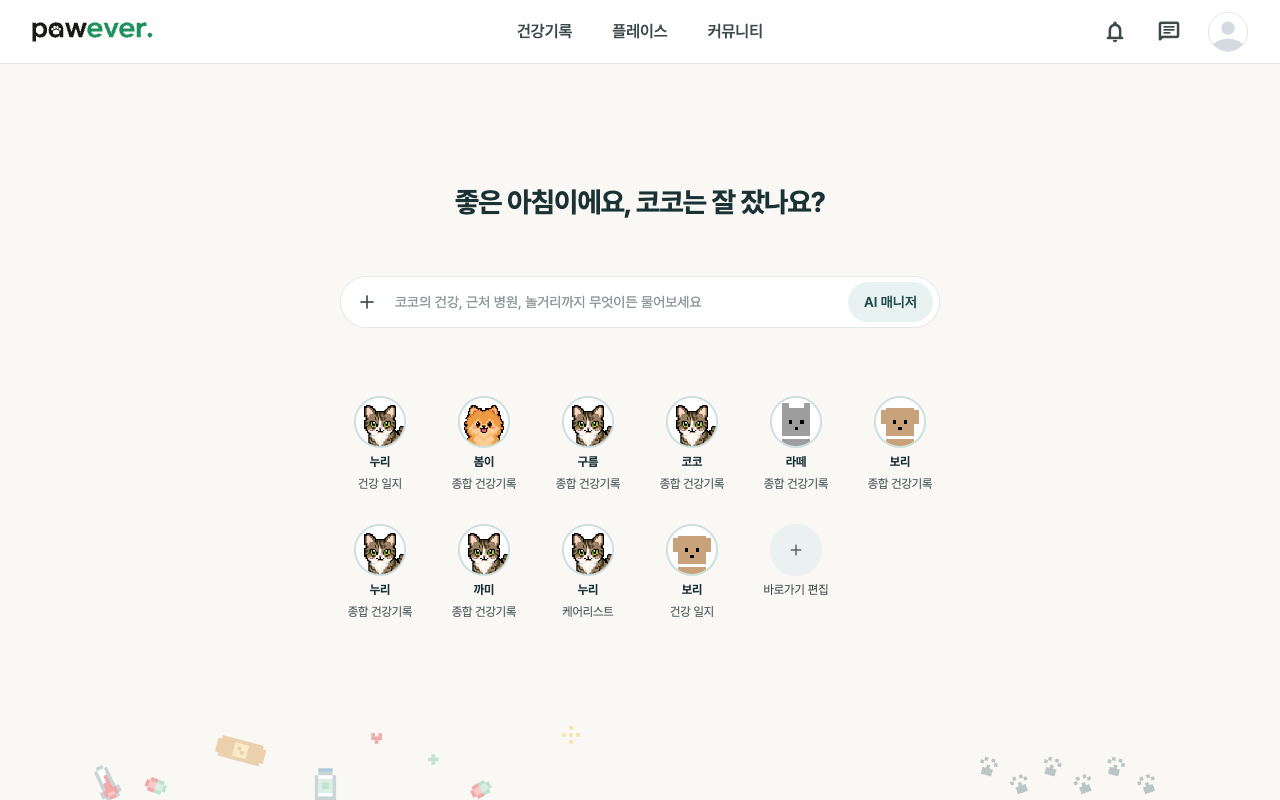 pawever.
건강기록
플레이스
커뮤니티
좋은 아침이에요, 코코는 잘 잤나요?
코코의 건강, 근처 병원, 놀거리까지 무엇이든 물어보세요
AI 매니저
누리
건강 일지
봄이
종합 건강기록
구름
종합 건강기록
코코
종합 건강기록
라떼
종합 건강기록
보리
종합 건강기록
누리
종합 건강기록
까미
종합 건강기록
누리
케어리스트
보리
건강 일지
바로가기 편집